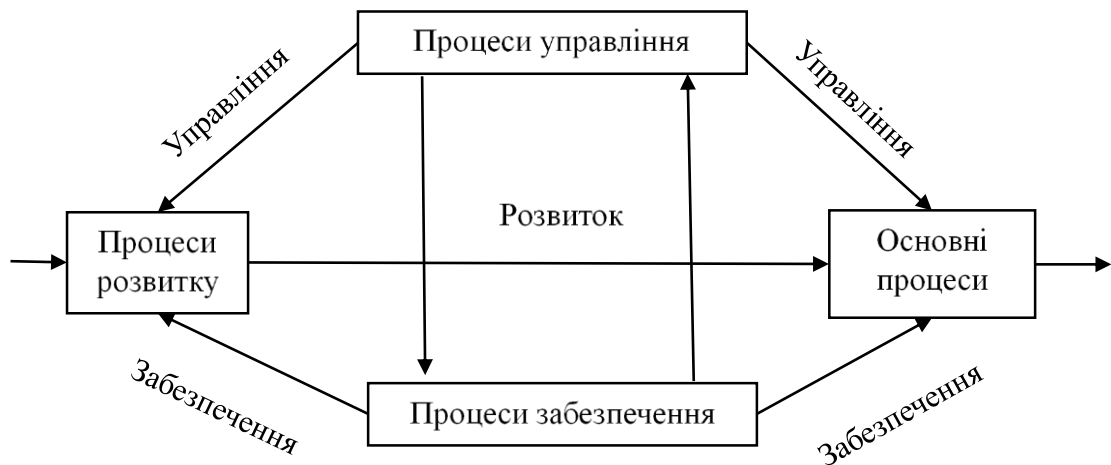 Процеси управління
Управління
Управління
Розвиток
Процеси
розвитку
Основні
процеси
Забезпечення
Процеси забезпечення
Забезпечення